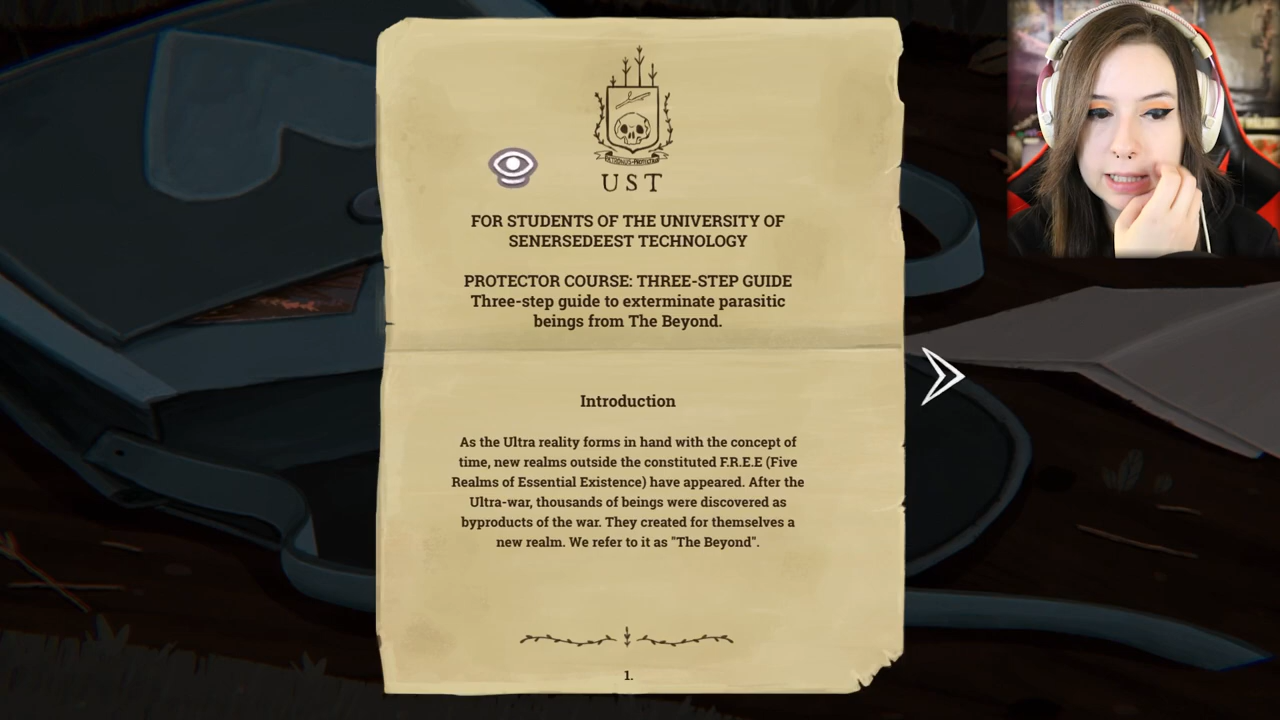 UST
FOR STUDENTS OF THE UNIVERSITY OF
SENERSEDEEST TECHNOLOGY
PROTECTOR COURSE: THREE-STEP GUIDE
Three-step guide to exterminate parasitic
beings from The Beyond.
Introduction
As the Ultra reality forms in hand with the concept of
time, new realms outside the constituted F.R.E.E (Five
Realms of Essential Existence) have appeared. After the
Ultra-war, thousands of beings were discovered as
byproducts of the war. They created for themselves a
new realm. We refer to it as "The Beyond".
1.